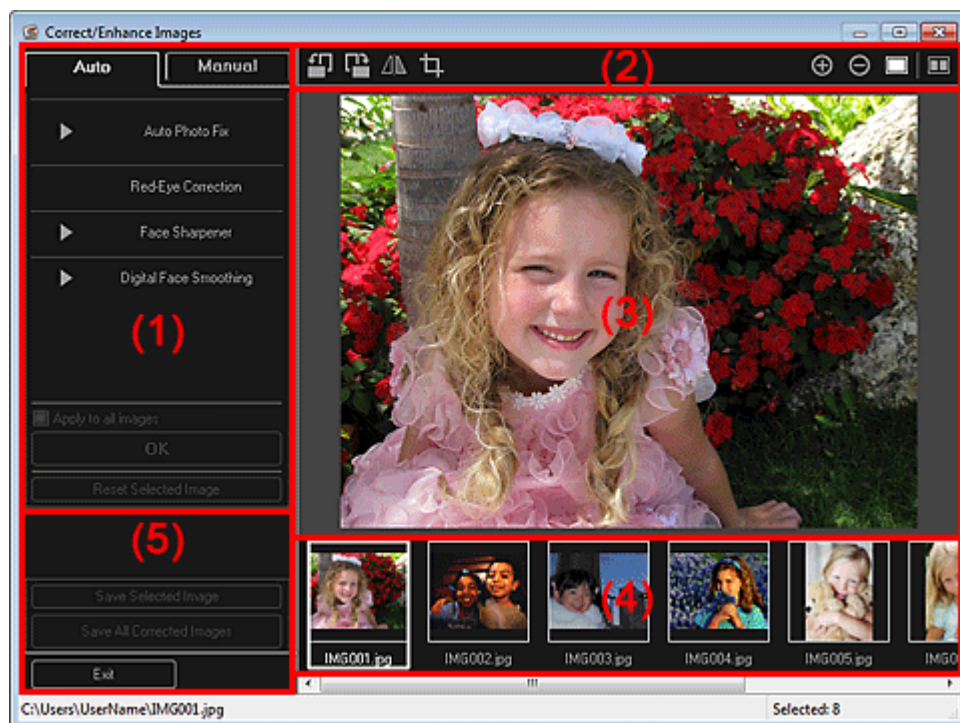 Correct/Enhance Images
Auto Manual
(2)
Auto Photo Fix
Red-Eye Correction
Face Sharpener
Digital Face Smoothing
(1)
(3)
Apply to all images
OK
Reset Selected Image
(5)
(4)
Save Selected Image
Save All Corrected Images
Exit
IMG001.jpg IMG002.jpg IMG003.jpg IMG004.jpg IMG005.jpg IMG0
C:\Users\UserName\IMG001.jpg Selected: 8